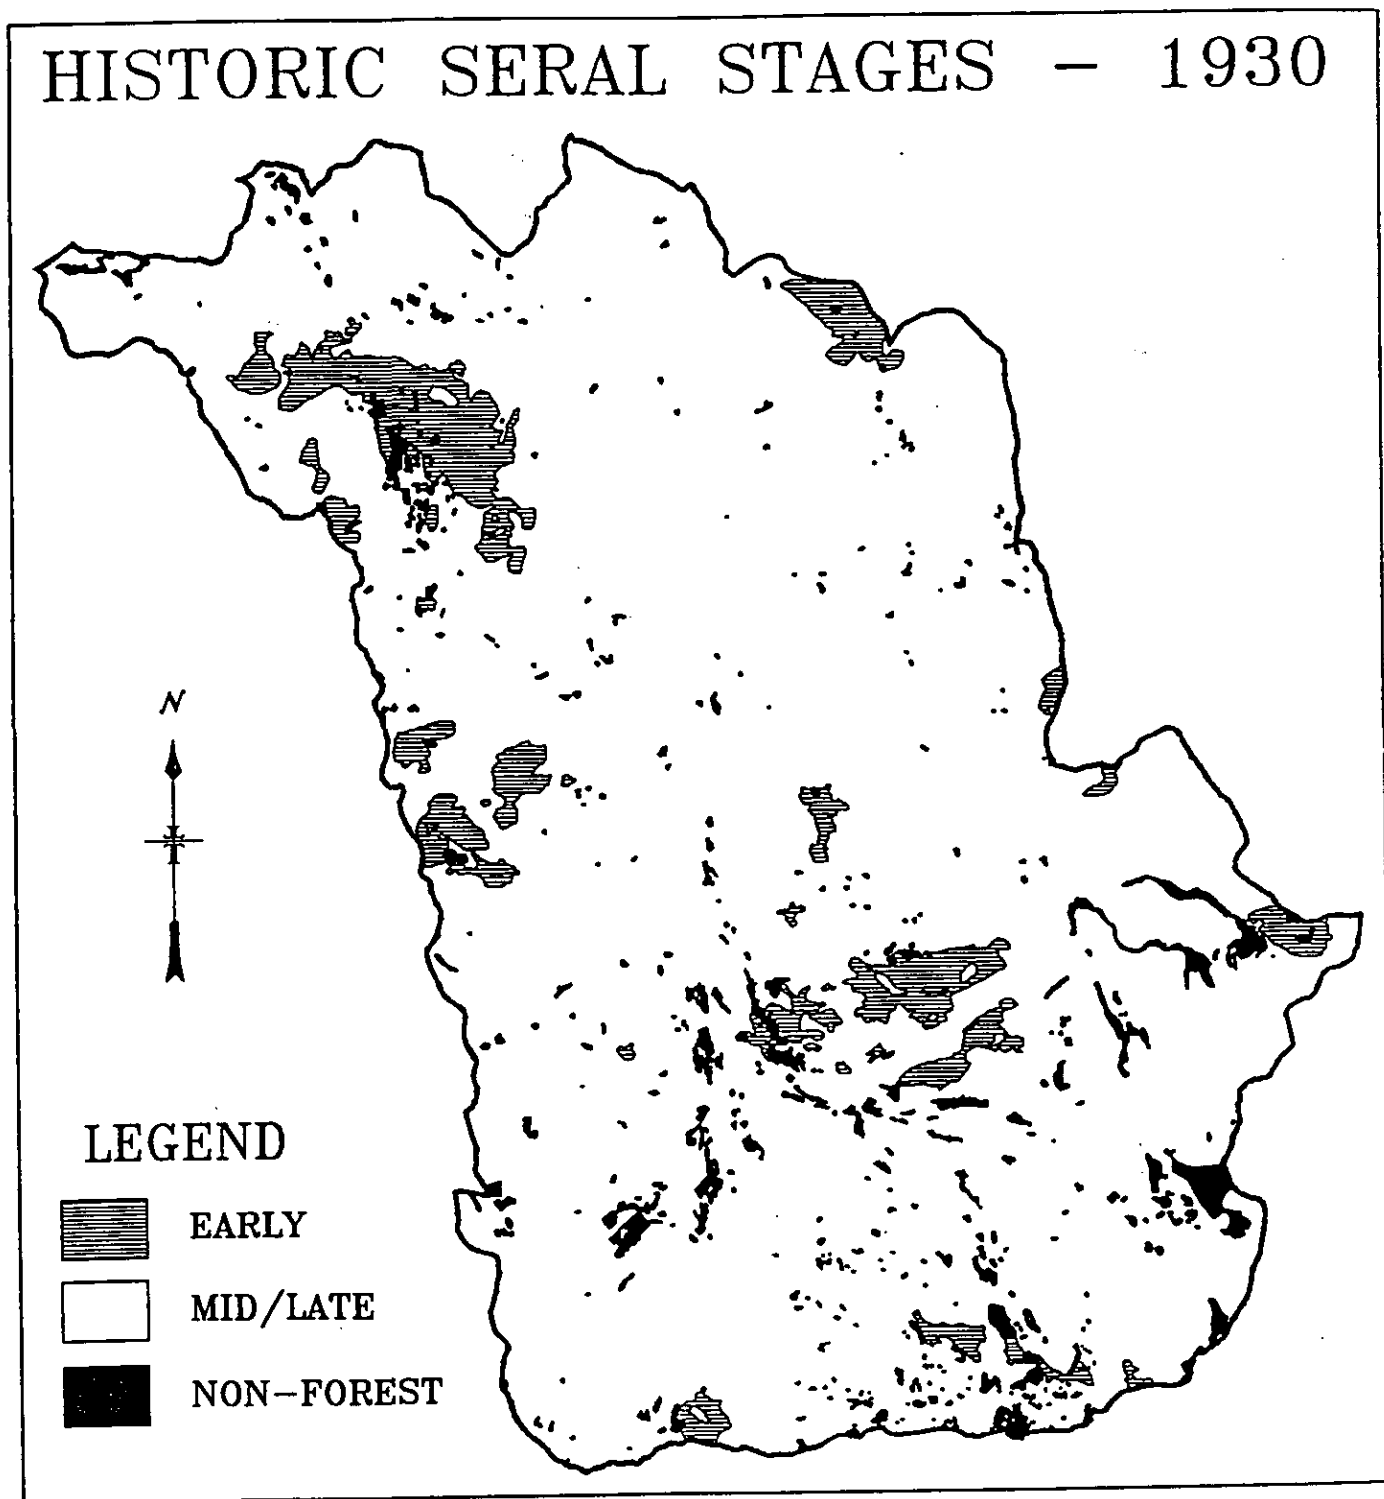 HISTORIC SERAL STAGES - 1930
N
LEGEND
EARLY
MID/LATE
NON-FOREST